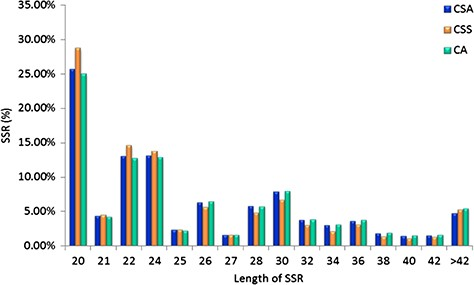 CSA
CSS
CA
35.00%
30.00%
25.00%
20.00%
15.00%
10.00%
5.00%
0.00%
SSR (%)
20 21 22 24 25 26 27 28 30 32 34 36 38 40 42 >42
Length of SSR